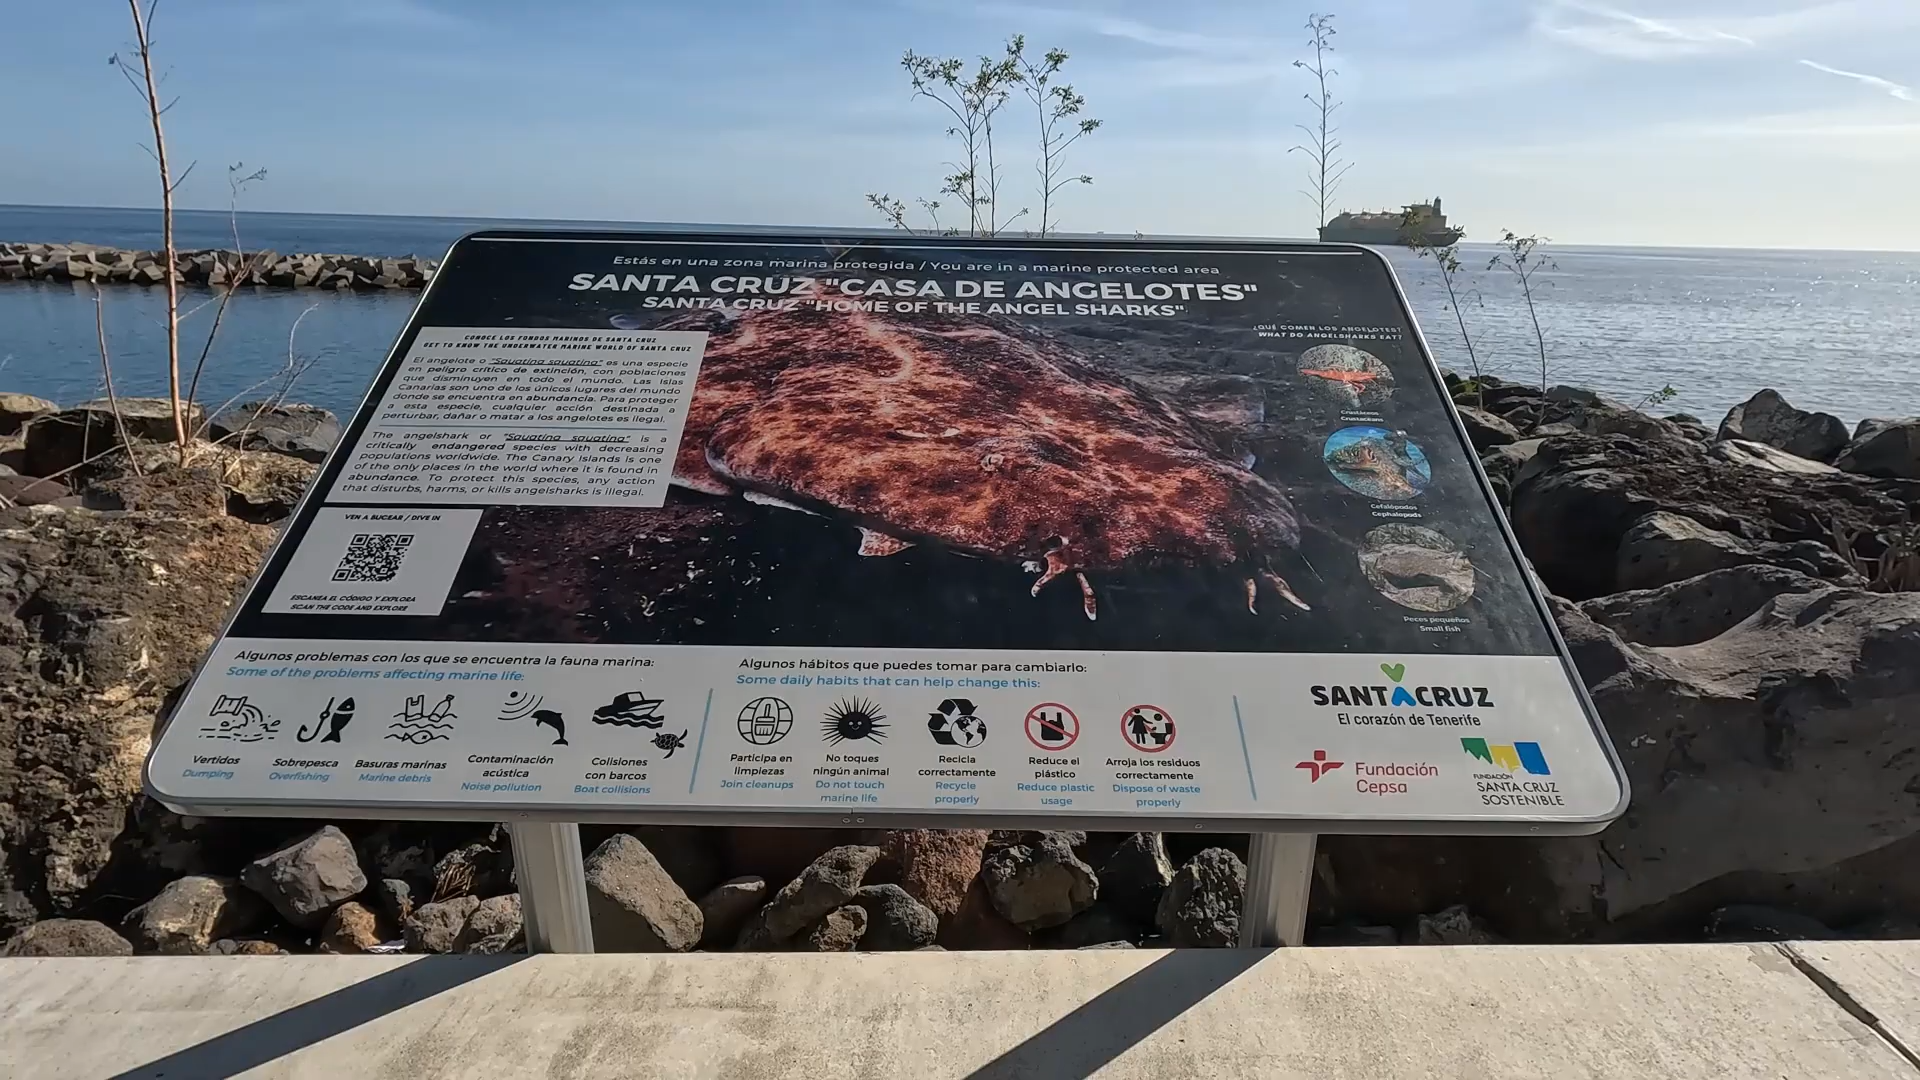 Estás en una zona marina protegida / You are in a marine protected area
SANTA CRUZ "CASA DE ANGELOTES"
SANTA CRUZ "HOME OF THE ANGEL SHARKS"
CONOCE LOS FONDOS MARINOS DE SANTA CRUZ
GET TO KNOW THE UNDERWATER MARINE WORLD OF SANTA CRUZ
El angelote o "Squatina squatina" es una especie
en peligro crítico de extinción, con poblaciones
que disminuyen en todo el mundo. Las Islas
Canarias son uno de los únicos lugares del mundo
donde se encuentra en abundancia. Para proteger
a esta especie, cualquier acción destinada a
perturbar, dañar o matar a los angelotes es ilegal.
The angelshark or "Squatina squatina" is a
critically endangered species with decreasing
populations worldwide. The Canary Islands is one
of the only places in the world where it is found in
abundance. To protect this species, any action
that disturbs, harms, or kills angelsharks is illegal.
VEN A BUCEAR / DIVE IN
ESCANEA EL CÓDIGO Y EXPLORA
SCAN THE CODE AND EXPLORE
¿QUÉ COMEN LOS ANGELOTES?
WHAT DO ANGELSHARKS EAT?
Crustáceos
Crustaceans
Cefalópodos
Cephalopods
Peces pequeños
Small fish
Algunos problemas con los que se encuentra la fauna marina:
Some of the problems affecting marine life:
Vertidos
Dumping
Sobrepesca
Overfishing
Basuras marinas
Marine debris
Contaminación
acústica
Noise pollution
Colisiones
con barcos
Boat collisions
Algunos hábitos que puedes tomar para cambiarlo:
Some daily habits that can help change this:
Participa en
limpiezas
Join cleanups
No toques
ningún animal
Do not touch
marine life
Recicla
correctamente
Recycle
properly
Reduce el
plástico
Reduce plastic
usage
Arroja los residuos
correctamente
Dispose of waste
properly
SANTACRUZ
El corazón de Tenerife
Fundación
Cepsa
FUNDACIÓN
SANTA CRUZ
SOSTENIBLE